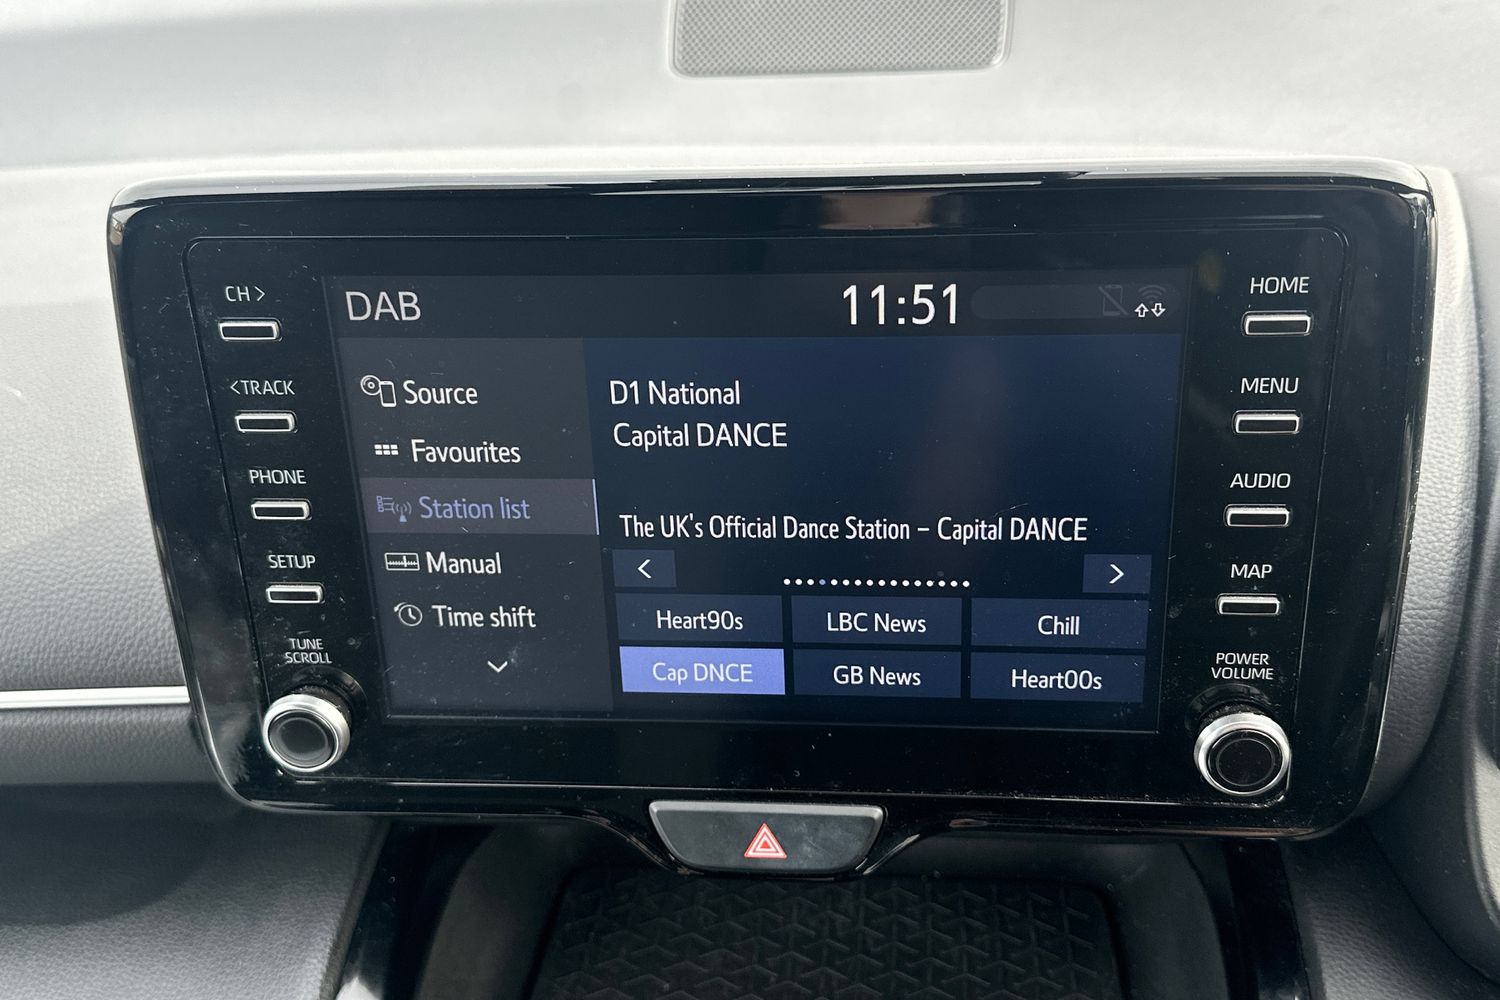 CH >
<TRACK
PHONE
SETUP
TUNE
SCROLL
DAB
11:51
Source
Favourites
Station list
Manual
Time shift
D1 National
Capital DANCE
The UK's Official Dance Station – Capital DANCE
Heart90s
LBC News
Chill
Cap DNCE
GB News
Heart00s
HOME
MENU
AUDIO
MAP
POWER
VOLUME